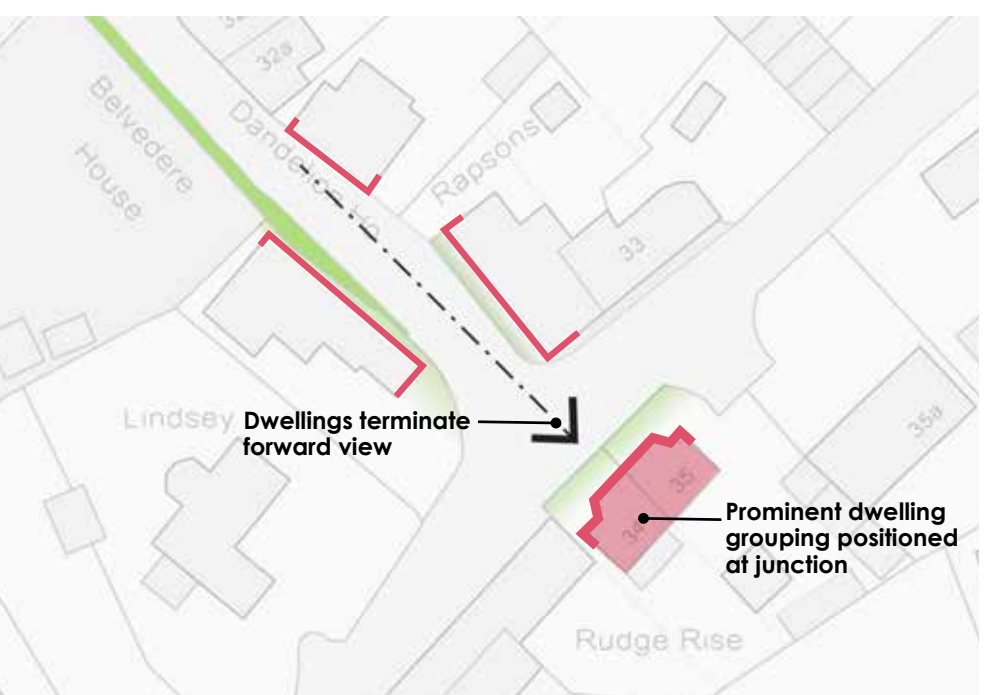 32a
Belvedere
House
Rapsons
33
Lindsey
Dwellings terminate
forward view
35a
35
34
Prominent dwelling
grouping positioned
at junction
Rudge Rise